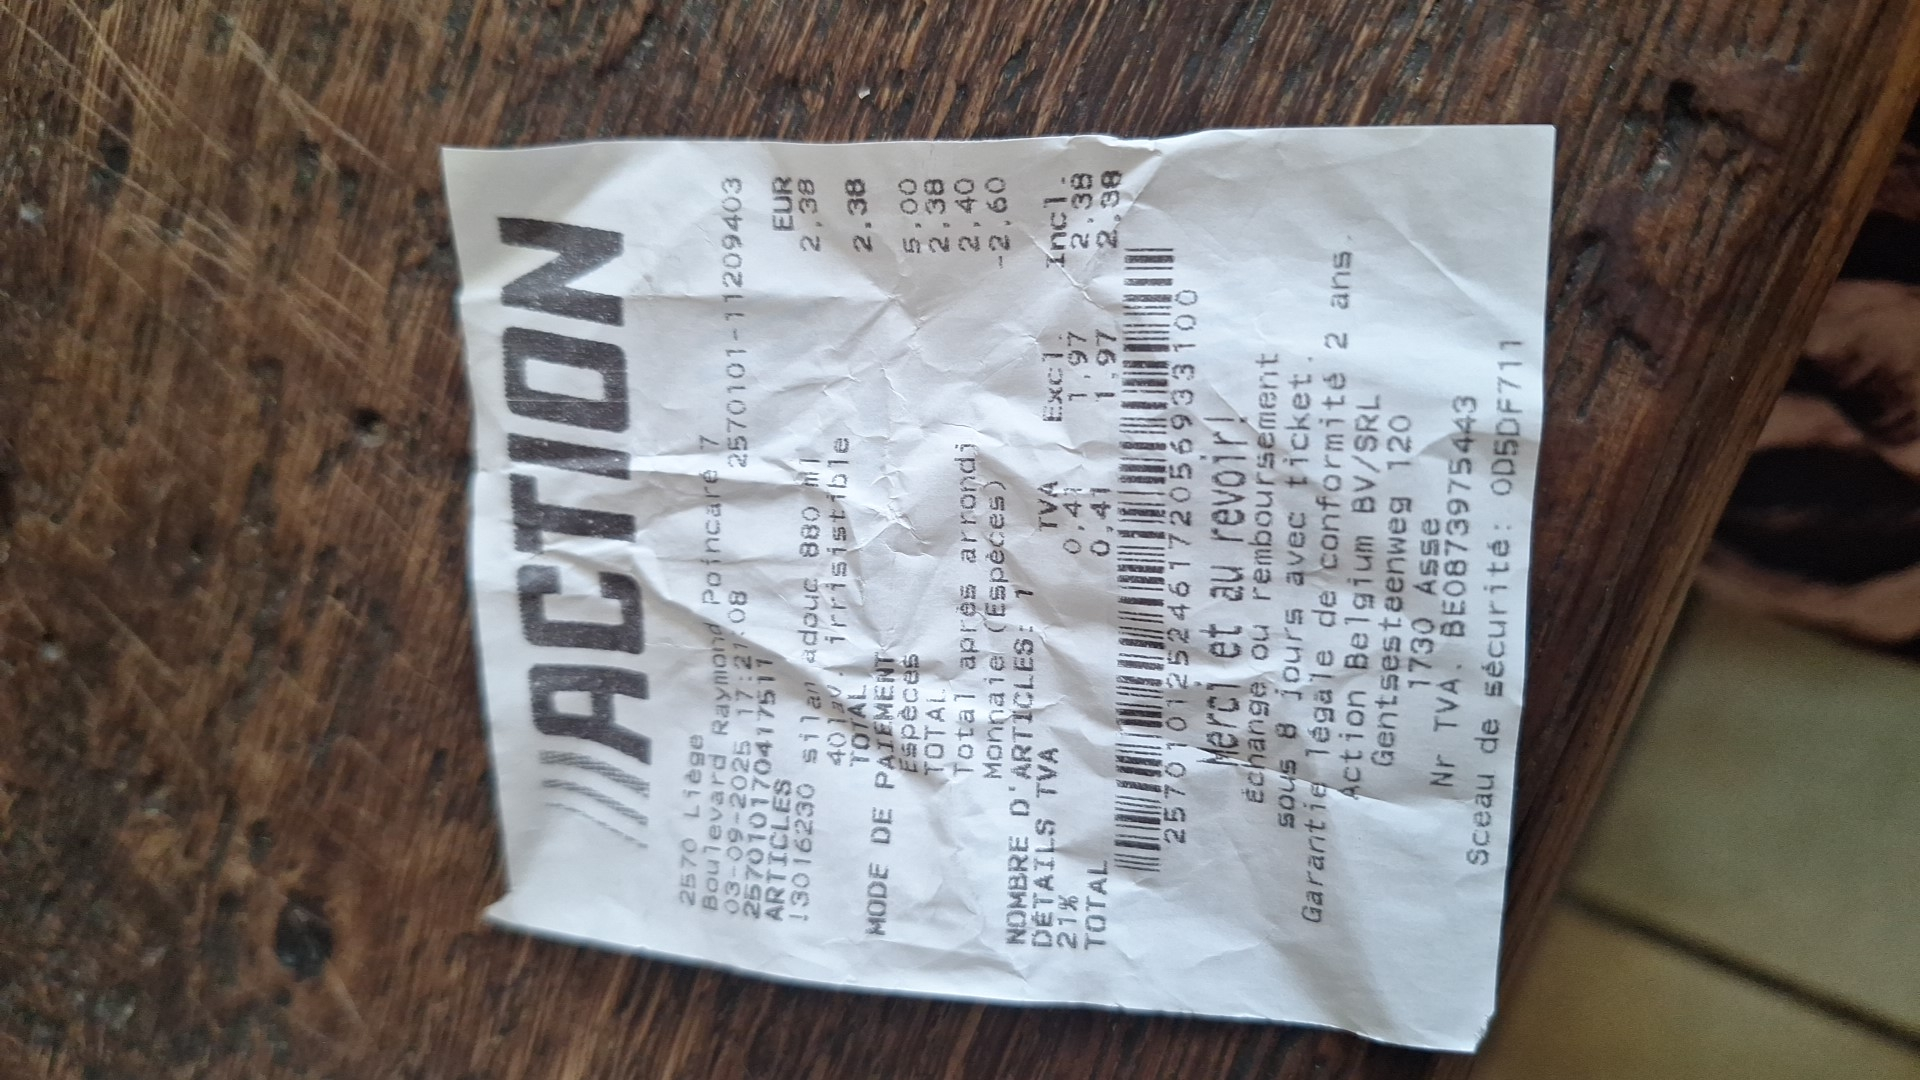 ACTION
2570 Liège
Boulevard Raymond Poincaré 7
03-09-2025 17:21:08 2570101-11209403
257010170417511
ARTICLES EUR
!3016230 silan adouc 880 ml 2.38
40lav. irrisistible
TOTAL 2.38
MODE DE PAIEMENT
Espèces 5.00
TOTAL 2.38
Total après arrondi 2.40
Monnaie (Espèces) -2.60
NOMBRE D'ARTICLES: 1
DÉTAILS TVA TVA Excl. Incl.
21% 0,41 1,97 2,38
TOTAL 0,41 1,97 2,38
257010125246172056933100
Merci et au revoir!
Échange ou remboursement
sous 8 jours avec ticket.
Garantie légale de conformité 2 ans.
Action Belgium BV/SRL
Gentsesteenweg 120
1730 Asse
Nr TVA. BE0873975443
Sceau de sécurité: 0D5DF711